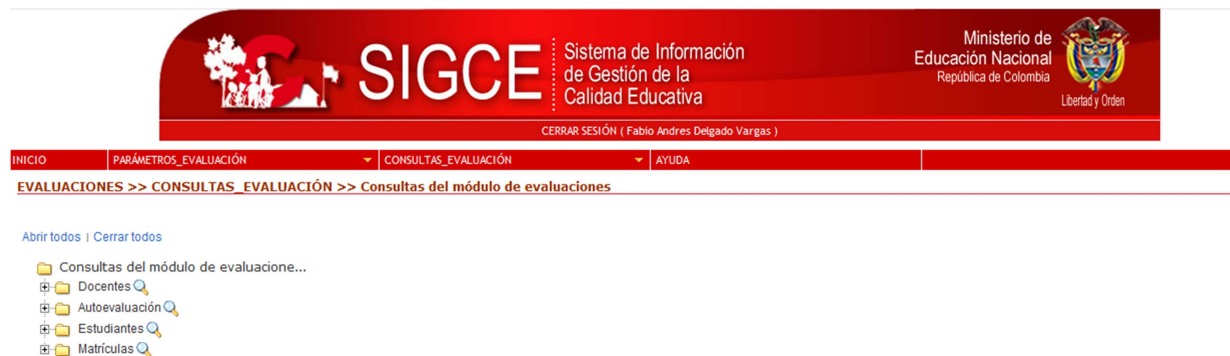 SIGCE
Sistema de Información
de Gestión de la
Calidad Educativa
Ministerio de
Educación Nacional
República de Colombia
Libertad y Orden
CERRAR SESIÓN ( Fabio Andres Delgado Vargas )
INICIO PARÁMETROS_EVALUACIÓN CONSULTAS_EVALUACIÓN AYUDA
EVALUACIONES >> CONSULTAS_EVALUACIÓN >> Consultas del módulo de evaluaciones
Abrir todos | Cerrar todos
Consultas del módulo de evaluacione...
Docentes
Autoevaluación
Estudiantes
Matrículas